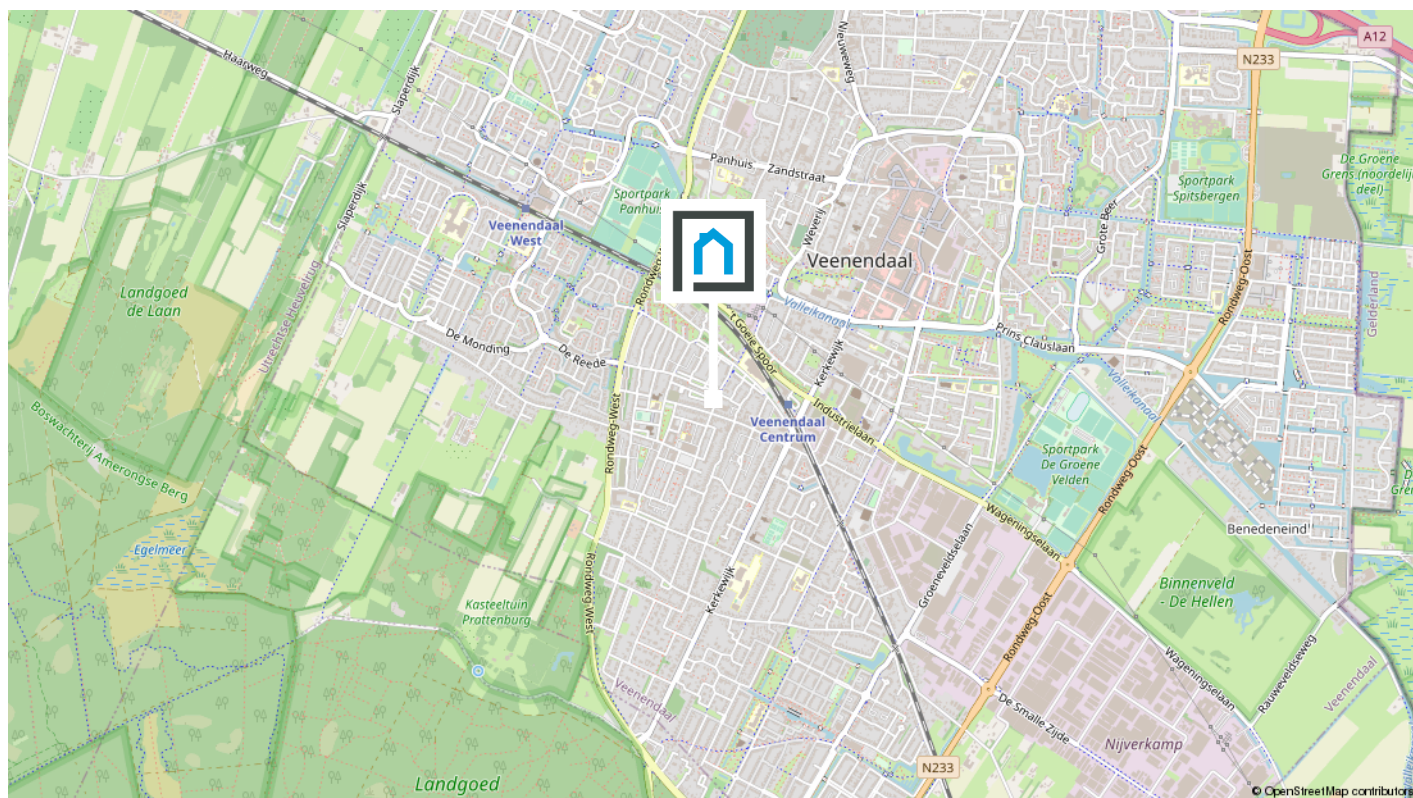 A12
N233
Haarweg
Slaperdijk
Nieuweweg
Panhuis
Zandstraat
De Groene
Grens (noordelijk
deel)
Sportpark
Spitsbergen
Sportpark
Panhuis
Slaperdijk
Veenendaal
West
Weverij
Grote Beer
Veenendaal
Rondweg-Oost
Gelderland
Landgoed
de Laan
Utrechtse Heuvelrug
Valleikanaal
't Goeie Spoor
Prins Clauslaan
De Monding
De Reede
Kerkewijk
Valleikanaal
Rondweg-West
Veenendaal
Centrum
Industrielaan
Boswachterij Amerongse Berg
Sportpark
De Groene
Velden
Rondweg-Oost
Wageningselaan
Benedeneind
Egelmeer
Groeneveldselaan
Rondweg-West
Kerkewijk
Kasteeltuin
Prattenburg
Binnenveld
- De Hellen
Rondweg-Oost
Wageningselaan
Rauweveldseweg
Veenendaal
Veenendaal
De Smalle Zijde
Nijverkamp
N233
Landgoed
© OpenStreetMap contributors